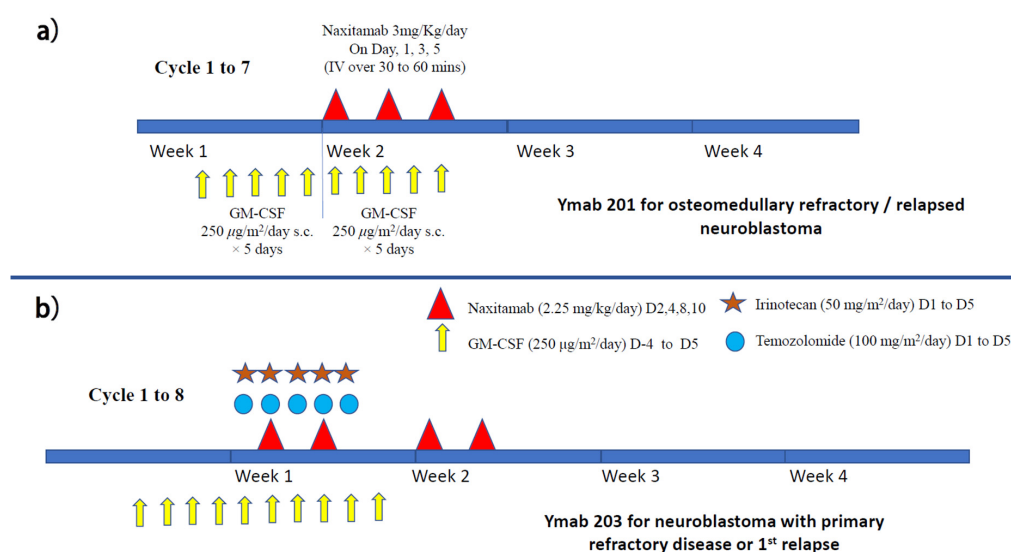 a)
Naxitamab 3mg/Kg/day
On Day, 1, 3, 5
(IV over 30 to 60 mins)
Cycle 1 to 7
Week 1
Week 2
Week 3
Week 4
GM-CSF
250 µg/m²/day s.c.
× 5 days
GM-CSF
250 µg/m²/day s.c.
× 5 days
Ymab 201 for osteomedullary refractory / relapsed
neuroblastoma
b)
Naxitamab (2.25 mg/kg/day) D2,4,8,10
Irinotecan (50 mg/m²/day) D1 to D5
GM-CSF (250 µg/m²/day) D-4 to D5
Temozolomide (100 mg/m²/day) D1 to D5
Cycle 1 to 8
Week 1
Week 2
Week 3
Week 4
Ymab 203 for neuroblastoma with primary
refractory disease or 1st relapse